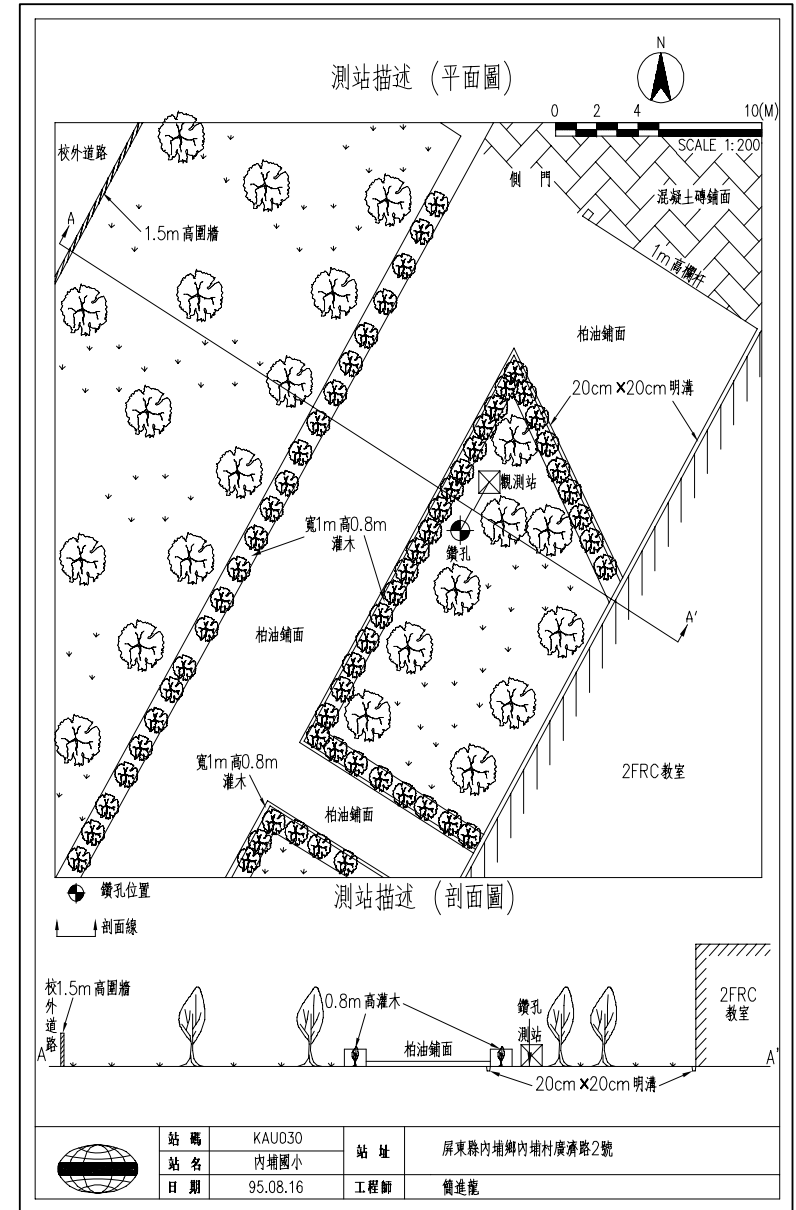 測站描述 (平面圖)
N
0 2 4 10(M)
SCALE 1:200
校外道路
側 門
混凝土磚鋪面
A
1.5m 高圍牆
1m高欄杆
柏油鋪面
20cm×20cm明溝
觀測站
寬1m 高0.8m
灌木
鑽孔
A'
柏油鋪面
寬1m 高0.8m
灌木
2FRC教室
柏油鋪面
鑽孔位置
測站描述 (剖面圖)
剖面線
校外道路
1.5m 高圍牆
0.8m 高灌木
鑽孔
測站
2FRC
教室
柏油鋪面
A
A'
20cm×20cm明溝
站 碼 KAU030 站 址 屏東縣內埔鄉內埔村廣濟路2號
站 名 內埔國小
日 期 95.08.16 工程師 簡進龍